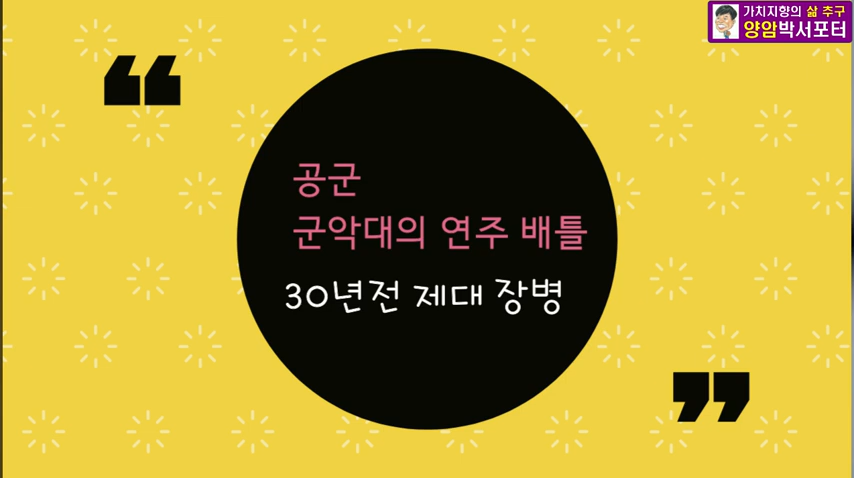 가치지향의 삶 추구
양암박서포터
공군
군악대의 연주 배틀
30년전 제대 장병